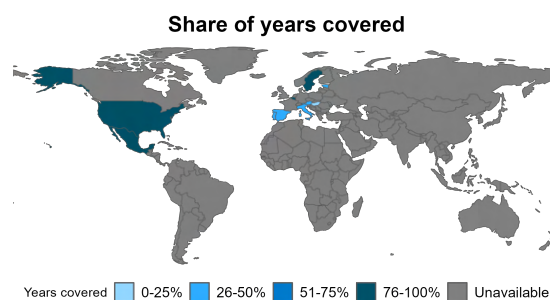 Share of years covered
Years covered 0-25% 26-50% 51-75% 76-100% Unavailable